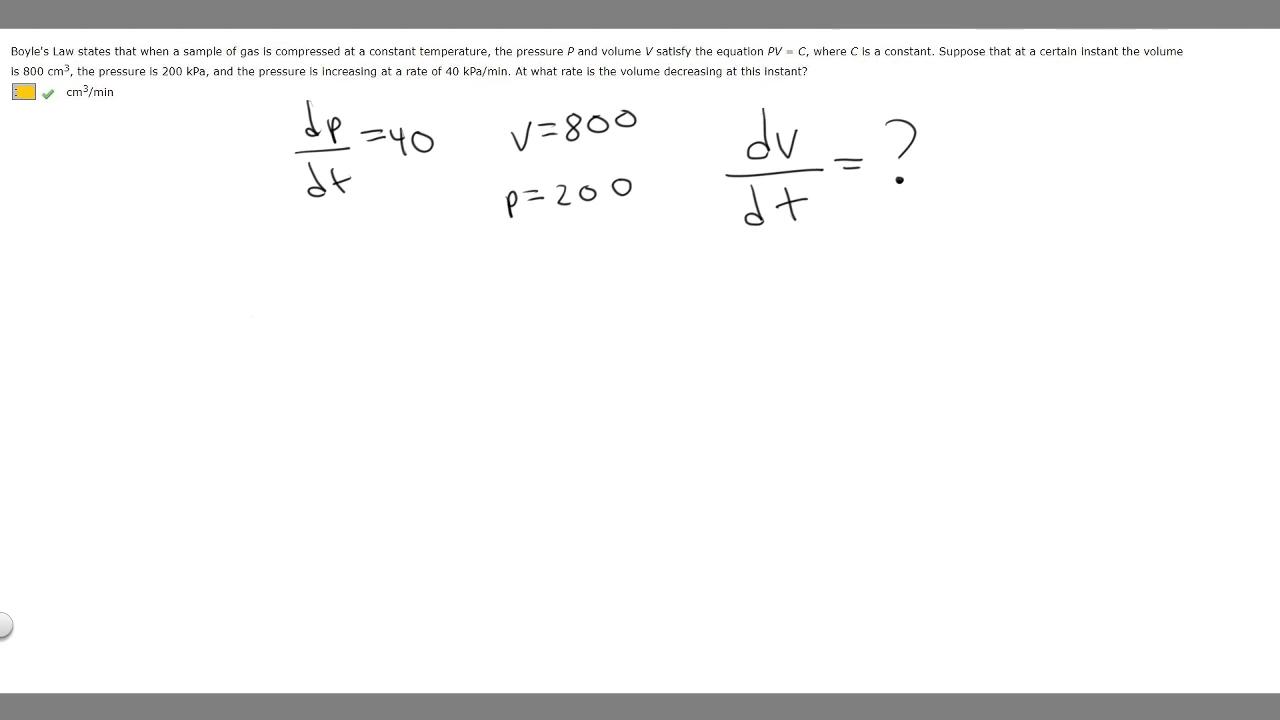 Boyle's Law states that when a sample of gas is compressed at a constant temperature, the pressure P and volume V satisfy the equation PV = C, where C is a constant. Suppose that at a certain instant the volume
is 800 cm³, the pressure is 200 kPa, and the pressure is increasing at a rate of 40 kPa/min. At what rate is the volume decreasing at this instant?
cm³/min
dp/dt = 40
v = 800
p = 200
dv/dt = ?